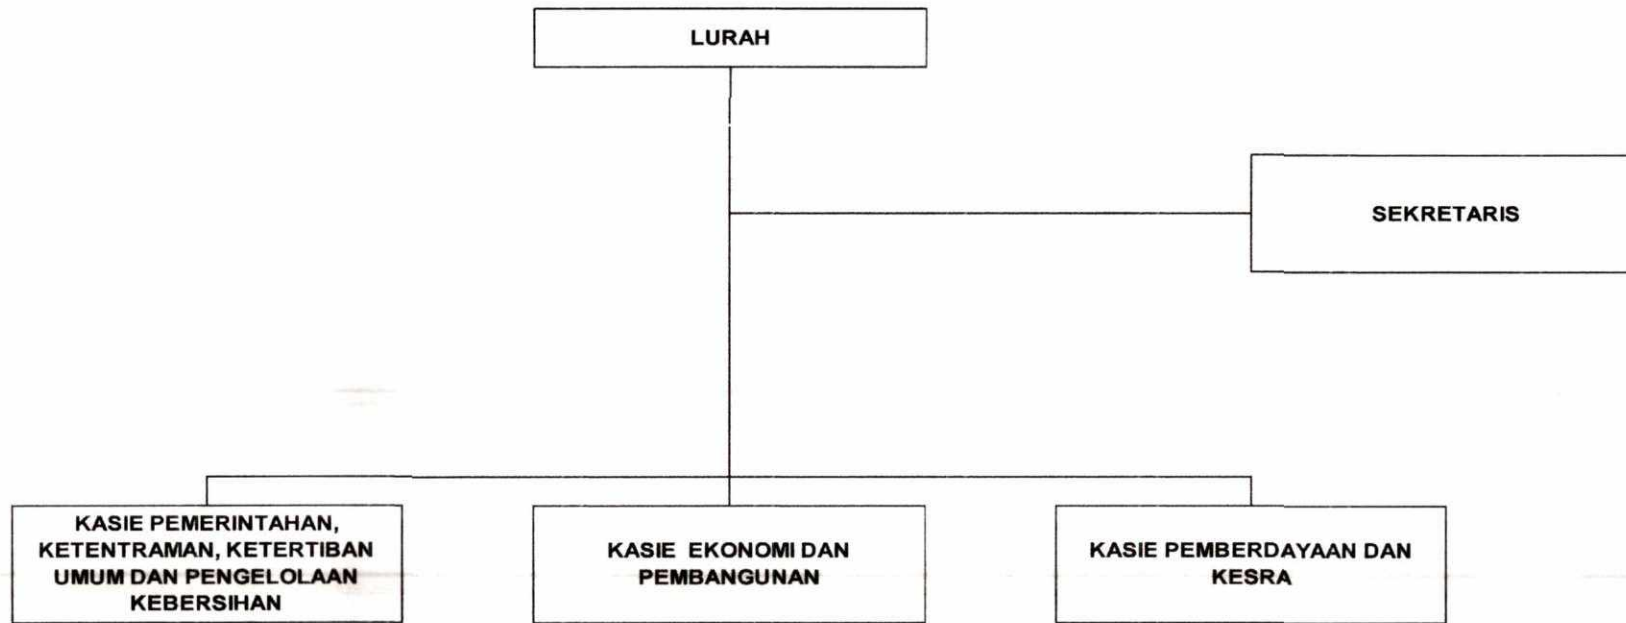 LURAH
SEKRETARIS
KASIE PEMERINTAHAN,
KETENTRAMAN, KETERTIBAN
UMUM DAN PENGELOLAAN
KEBERSIHAN
KASIE EKONOMI DAN
PEMBANGUNAN
KASIE PEMBERDAYAAN DAN
KESRA